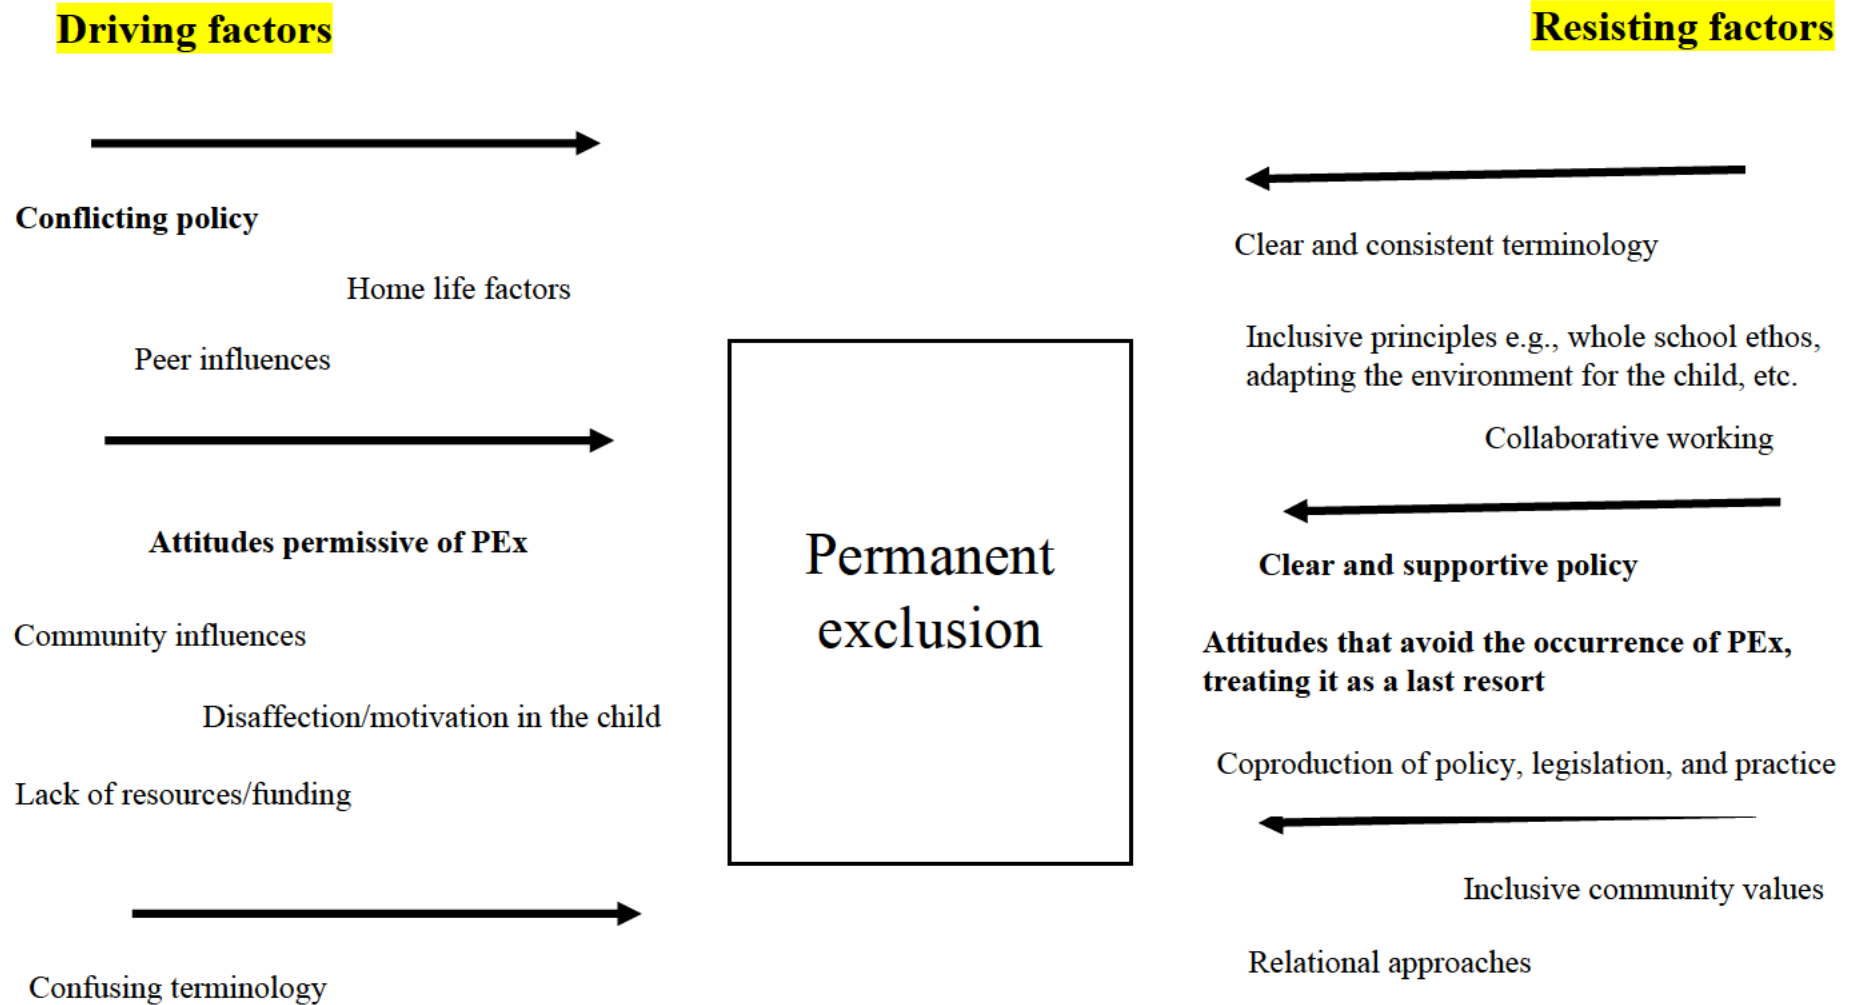 Driving factors
Conflicting policy
Home life factors
Peer influences
Attitudes permissive of PEx
Community influences
Disaffection/motivation in the child
Lack of resources/funding
Confusing terminology
Permanent
exclusion
Resisting factors
Clear and consistent terminology
Inclusive principles e.g., whole school ethos,
adapting the environment for the child, etc.
Collaborative working
Clear and supportive policy
Attitudes that avoid the occurrence of PEx,
treating it as a last resort
Coproduction of policy, legislation, and practice
Inclusive community values
Relational approaches